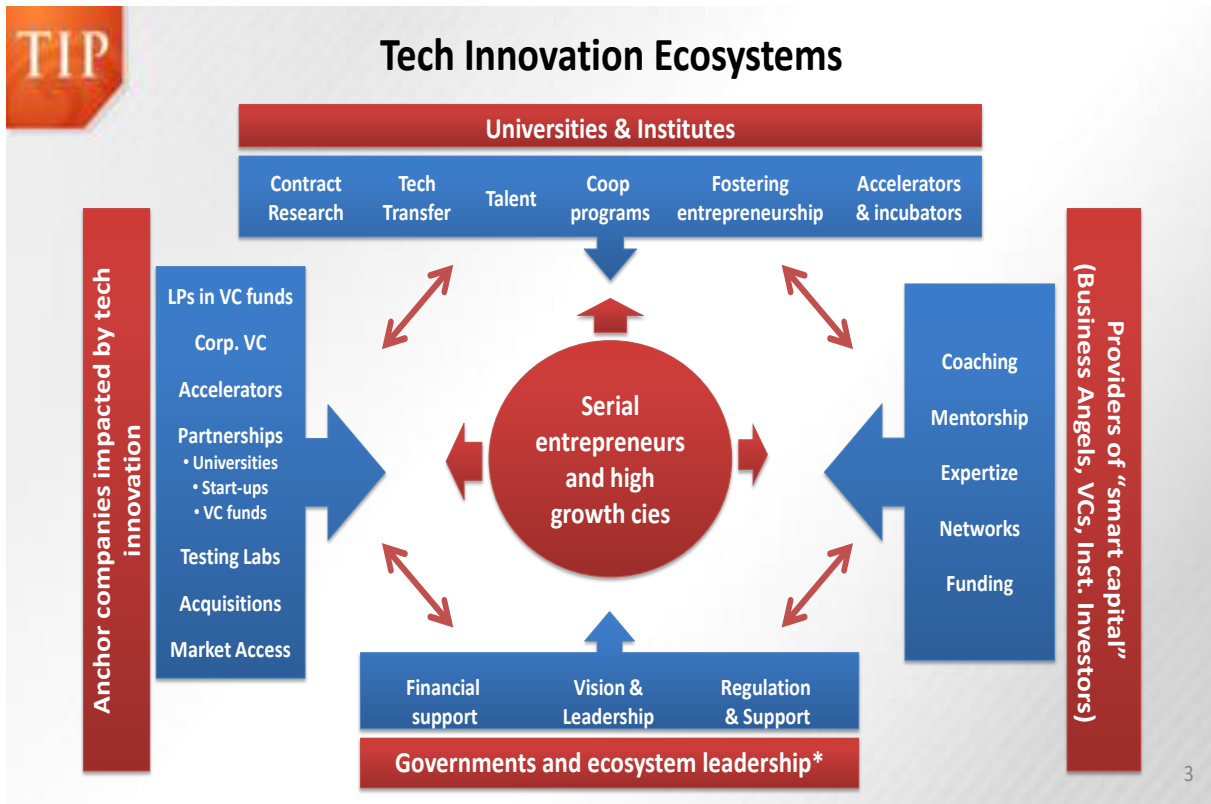 TIP
Tech Innovation Ecosystems
Universities & Institutes
Contract
Research
Tech
Transfer
Talent
Coop
programs
Fostering
entrepreneurship
Accelerators
& incubators
Anchor companies impacted by tech
innovation
LPs in VC funds
Corp. VC
Accelerators
Partnerships
• Universities
• Start-ups
• VC funds
Testing Labs
Acquisitions
Market Access
Serial
entrepreneurs
and high
growth cies
Coaching
Mentorship
Expertize
Networks
Funding
Providers of “smart capital”
(Business Angels, VCs, Inst. Investors)
Financial
support
Vision &
Leadership
Regulation
& Support
Governments and ecosystem leadership*
3